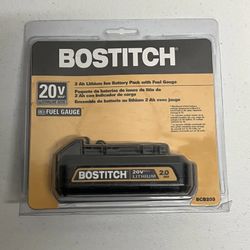 BOSTITCH
20V
MAX
2 Ah Lithium Ion Battery Pack with Fuel Gauge
Paquete de baterías de iones de litio de
2 Ah con indicador de carga
Ensemble de batterie au lithium 2 Ah avec jauge
FUEL GAUGE
BOSTITCH
20V
LITHIUM
2.0
BCB203